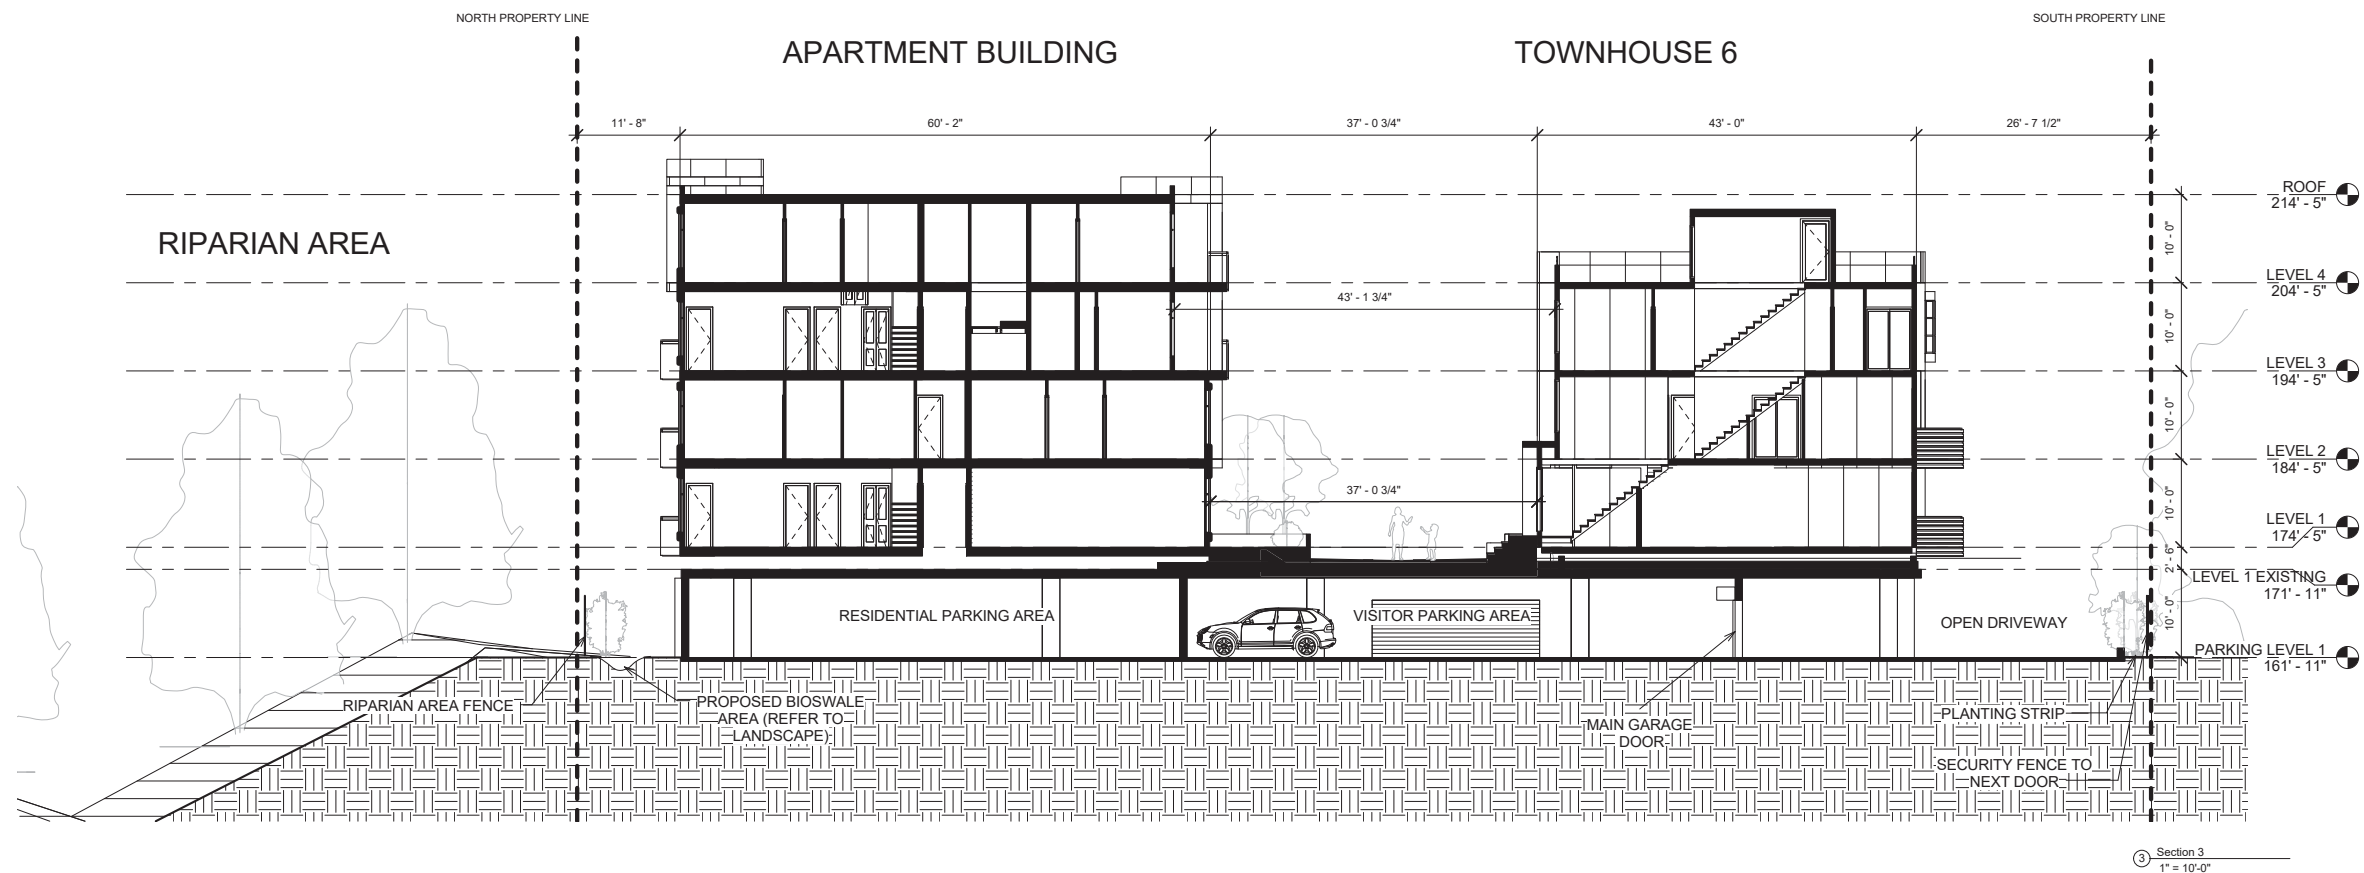 NORTH PROPERTY LINE
SOUTH PROPERTY LINE
APARTMENT BUILDING
TOWNHOUSE 6
11' - 8"
60' - 2"
37' - 0 3/4"
43' - 0"
26' - 7 1/2"
RIPARIAN AREA
ROOF
214' - 5"
10' - 0"
LEVEL 4
204' - 5"
43' - 1 3/4"
10' - 0"
LEVEL 3
194' - 5"
10' - 0"
LEVEL 2
184' - 5"
37' - 0 3/4"
10' - 0"
LEVEL 1
174' - 5"
2' - 6"
LEVEL 1 EXISTING
171' - 11"
RESIDENTIAL PARKING AREA
VISITOR PARKING AREA
OPEN DRIVEWAY
10' - 0"
PARKING LEVEL 1
161' - 11"
RIPARIAN AREA FENCE
PROPOSED BIOSWALE
AREA (REFER TO
LANDSCAPE)
MAIN GARAGE
DOOR
PLANTING STRIP
SECURITY FENCE TO
NEXT DOOR
3
Section 3
1" = 10'-0"